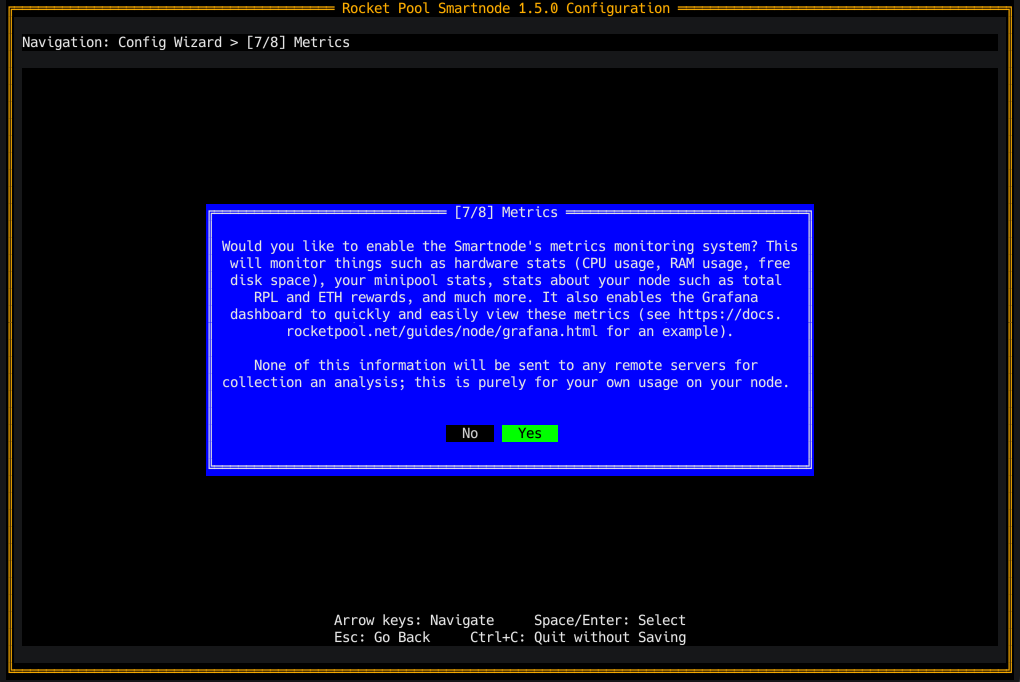 Rocket Pool Smartnode 1.5.0 Configuration
Navigation: Config Wizard > [7/8] Metrics
[7/8] Metrics
Would you like to enable the Smartnode's metrics monitoring system? This
will monitor things such as hardware stats (CPU usage, RAM usage, free
disk space), your minipool stats, stats about your node such as total
RPL and ETH rewards, and much more. It also enables the Grafana
dashboard to quickly and easily view these metrics (see https://docs.
rocketpool.net/guides/node/grafana.html for an example).
None of this information will be sent to any remote servers for
collection an analysis; this is purely for your own usage on your node.
No Yes
Arrow keys: Navigate Space/Enter: Select
Esc: Go Back Ctrl+C: Quit without Saving